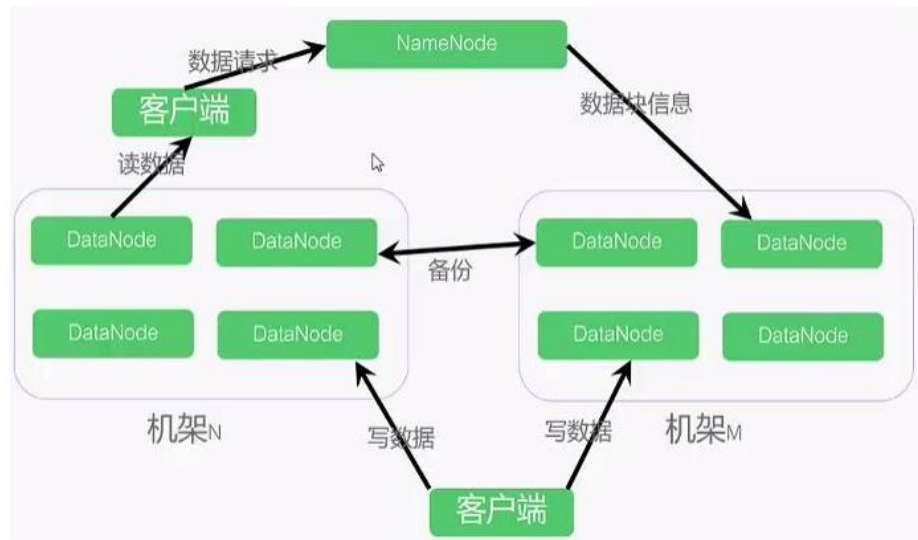 NameNode
数据请求
客户端
数据块信息
读数据
DataNode
DataNode
DataNode
DataNode
备份
DataNode
DataNode
DataNode
DataNode
机架N
写数据
写数据
机架M
客户端